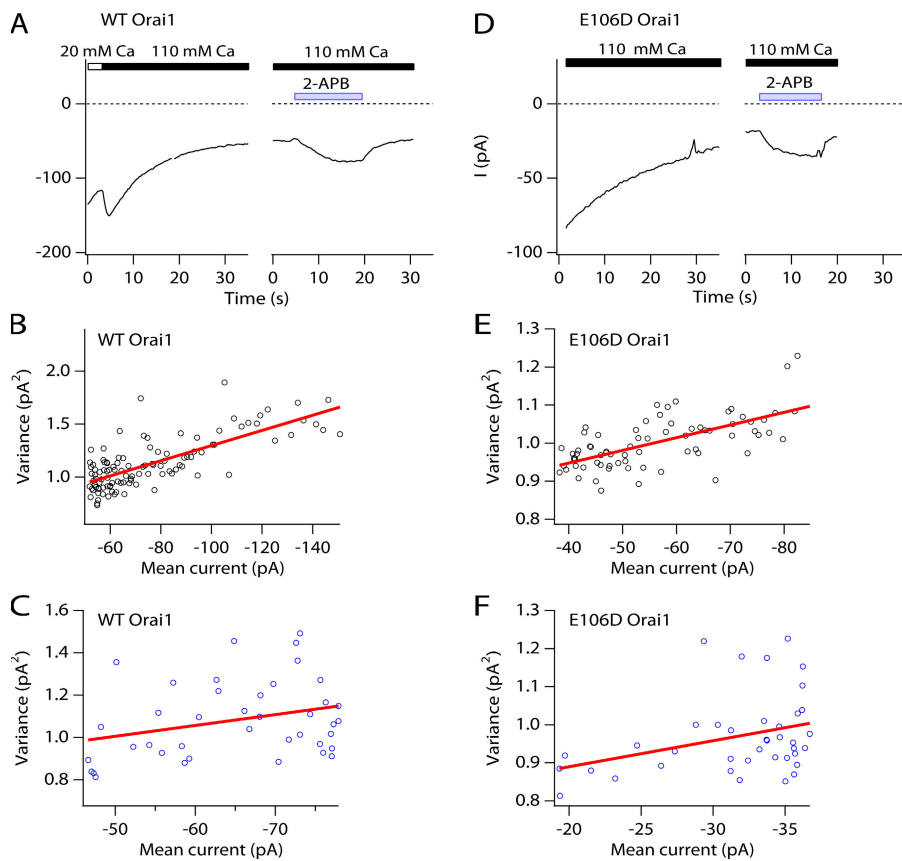 A
WT Orai1
20 mM Ca
110 mM Ca
110 mM Ca
2-APB
0
-100
-200
0
10
20
30
0
10
20
30
Time (s)
D
E106D Orai1
110 mM Ca
110 mM Ca
2-APB
I (pA)
0
-50
-100
0
10
20
30
0
10
20
30
Time (s)
B
WT Orai1
Variance (pA²)
2.0
1.5
1.0
-60
-80
-100
-120
-140
Mean current (pA)
E
E106D Orai1
Variance (pA²)
1.3
1.2
1.1
1.0
0.9
0.8
-40
-50
-60
-70
-80
Mean current (pA)
C
WT Orai1
Variance (pA²)
1.6
1.4
1.2
1.0
0.8
-50
-60
-70
Mean current (pA)
F
E106D Orai1
Variance (pA²)
1.3
1.2
1.1
1.0
0.9
0.8
-20
-25
-30
-35
Mean current (pA)